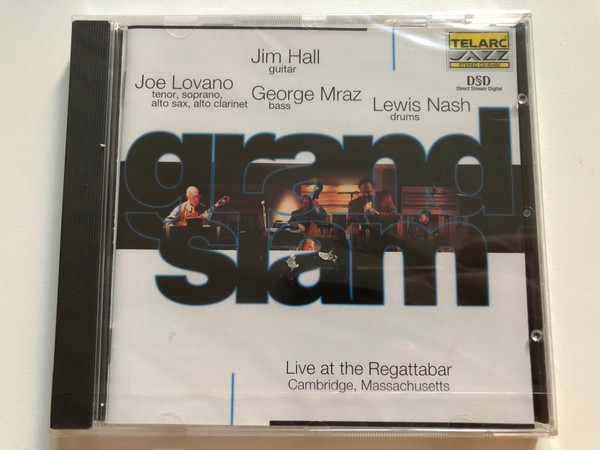 Jim Hall
guitar
Joe Lovano
tenor, soprano,
alto sax, alto clarinet
George Mraz
bass
Lewis Nash
drums
TELARC
JAZZ
DSD
Direct Stream Digital
grand
slam
Live at the Regattabar
Cambridge, Massachusetts